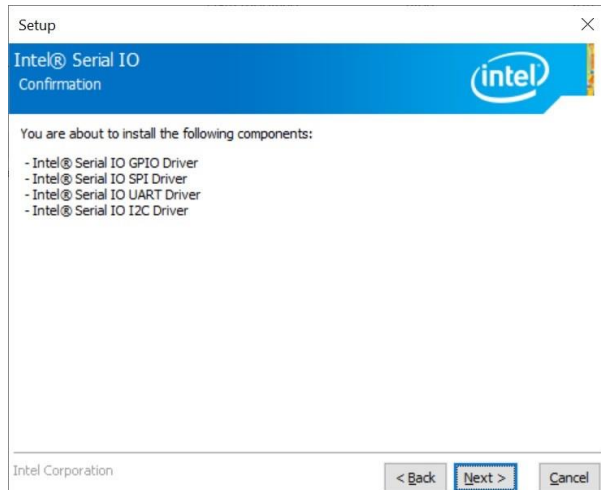 Setup
Intel® Serial IO
Confirmation
intel
You are about to install the following components:
- Intel® Serial IO GPIO Driver
- Intel® Serial IO SPI Driver
- Intel® Serial IO UART Driver
- Intel® Serial IO I2C Driver
Intel Corporation
< Back
Next >
Cancel